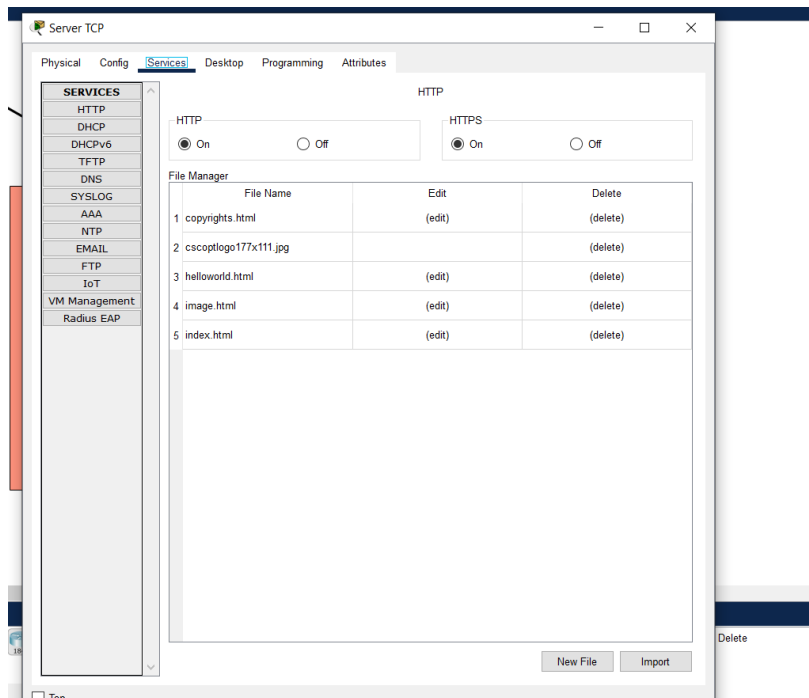 Server TCP
Physical Config Services Desktop Programming Attributes
SERVICES
HTTP
DHCP
DHCPv6
TFTP
DNS
SYSLOG
AAA
NTP
EMAIL
FTP
IoT
VM Management
Radius EAP
HTTP
HTTP
On Off
HTTPS
On Off
File Manager
File Name Edit Delete
1 copyrights.html (edit) (delete)
2 cscoptlogo177x111.jpg (delete)
3 helloworld.html (edit) (delete)
4 image.html (edit) (delete)
5 index.html (edit) (delete)
New File Import
Top
Delete
18